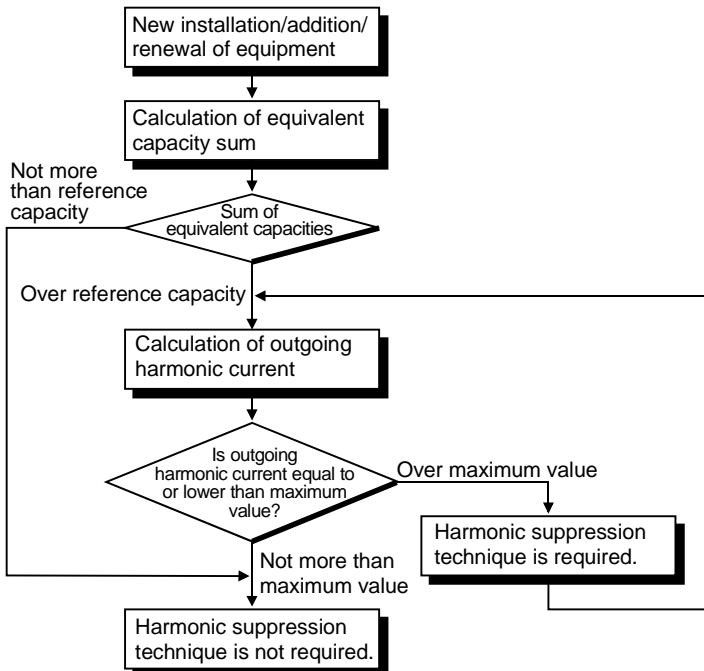 New installation/addition/
renewal of equipment
Calculation of equivalent
capacity sum
Not more
than reference
capacity
Sum of
equivalent capacities
Over reference capacity
Calculation of outgoing
harmonic current
Is outgoing
harmonic current equal to
or lower than maximum
value?
Over maximum value
Harmonic suppression
technique is required.
Not more than
maximum value
Harmonic suppression
technique is not required.